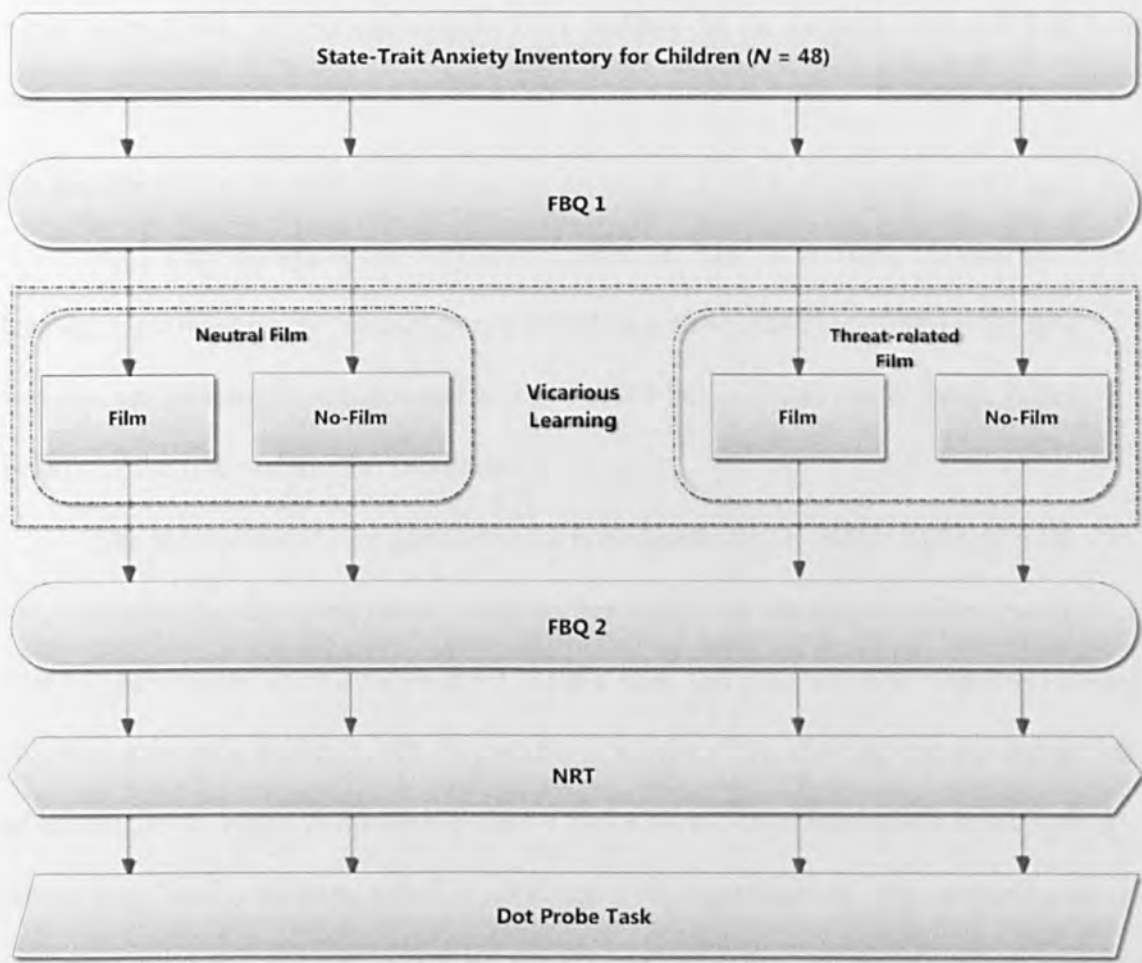 State-Trait Anxiety Inventory for Children (N = 48)
FBQ 1
Neutral Film
Threat-related
Film
Film
No-Film
Vicarious
Learning
Film
No-Film
FBQ 2
NRT
Dot Probe Task